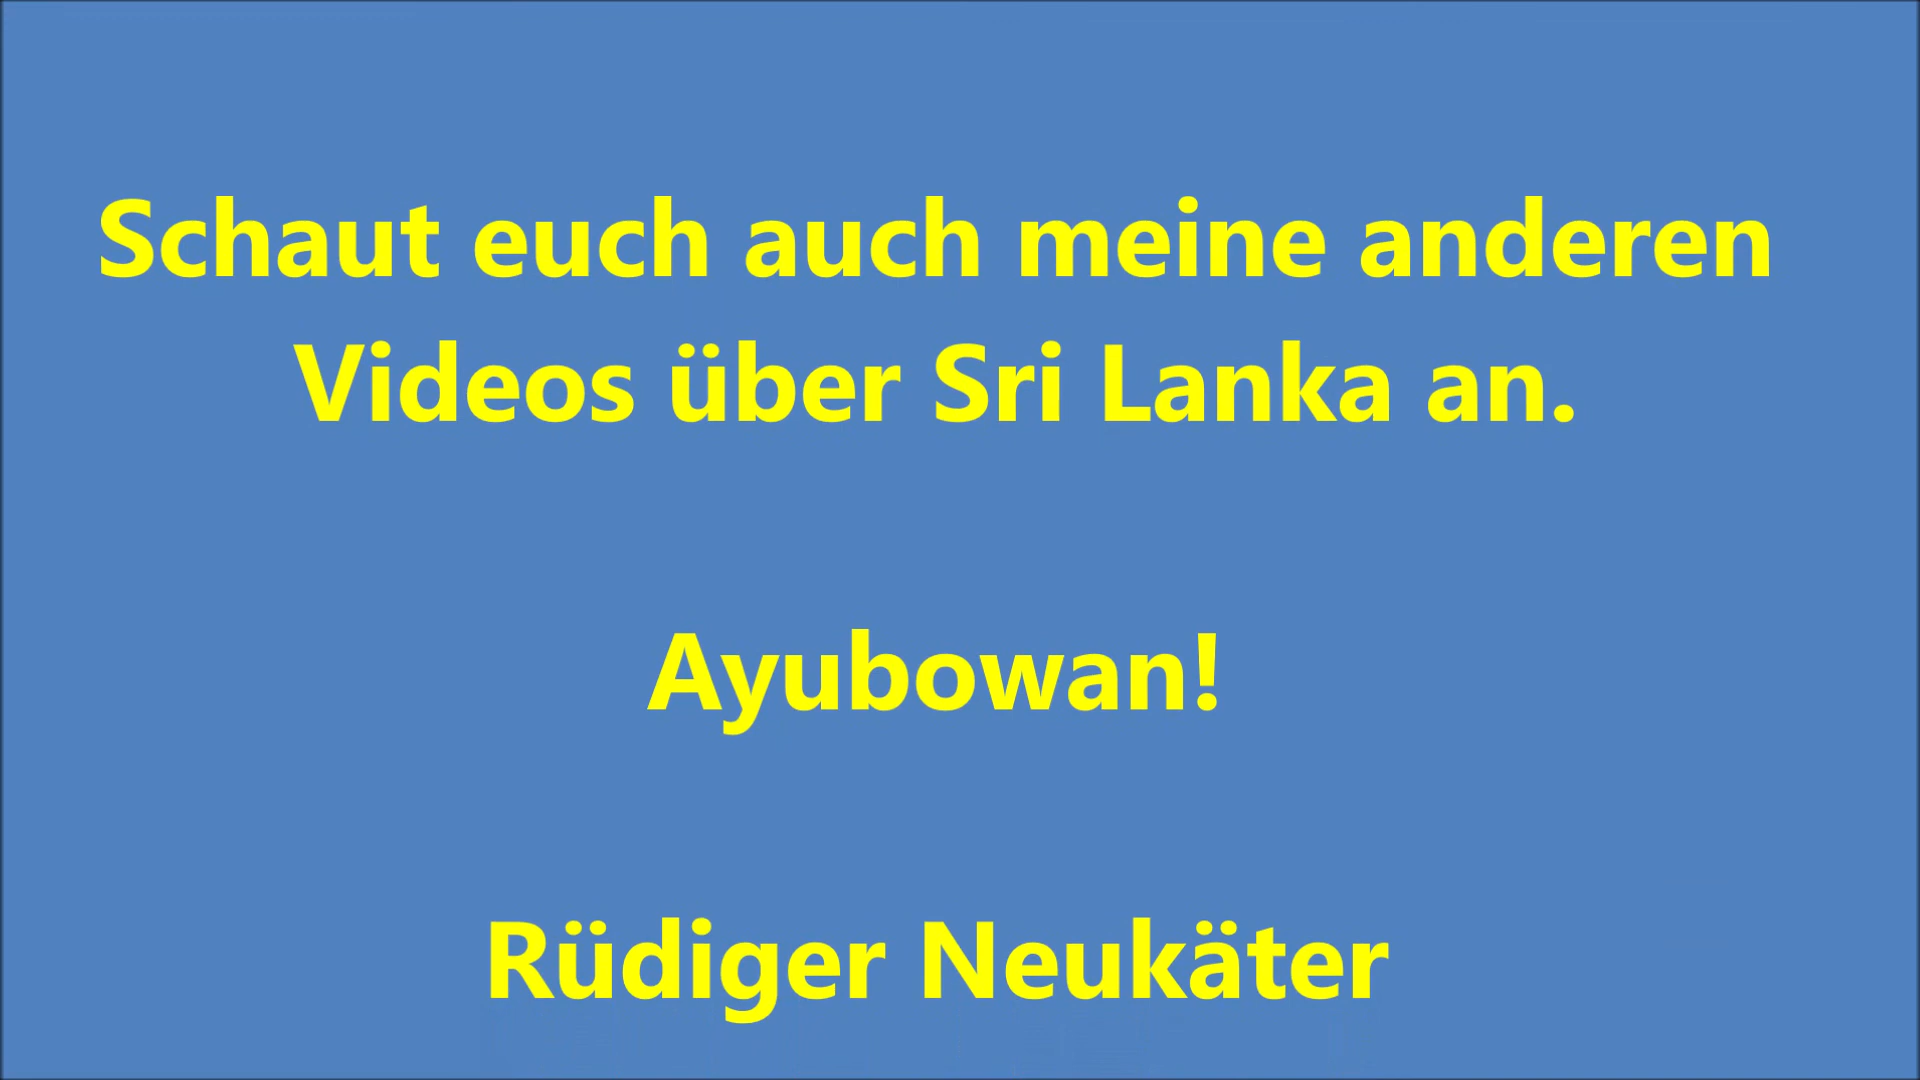 Schaut euch auch meine anderen
Videos über Sri Lanka an.
Ayubowan!
Rüdiger Neukäter